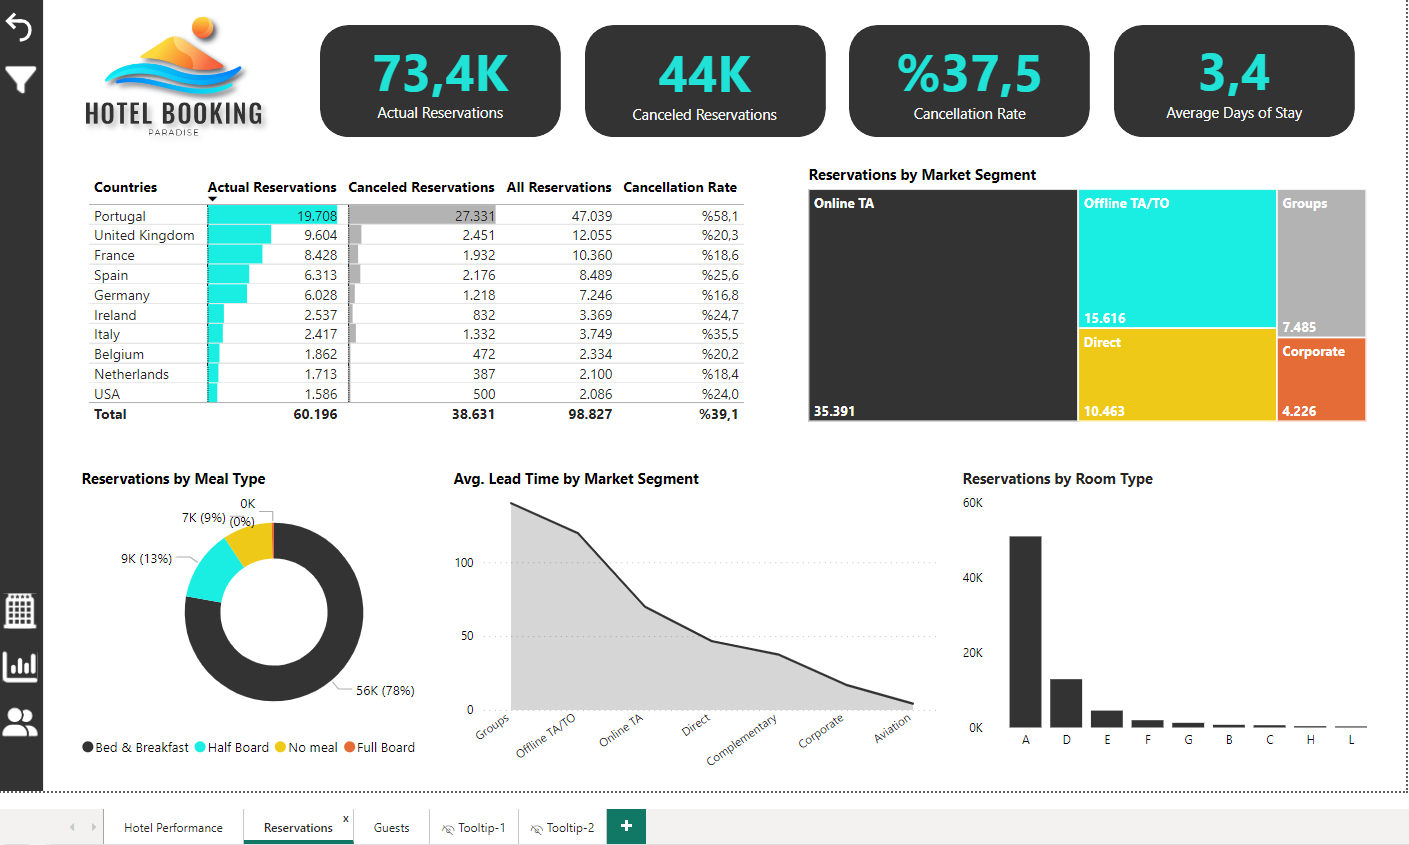 HOTEL BOOKING
PARADISE
73,4K
Actual Reservations
44K
Canceled Reservations
%37,5
Cancellation Rate
3,4
Average Days of Stay
Countries Actual Reservations Canceled Reservations All Reservations Cancellation Rate
Portugal 19.708 27.331 47.039 %58,1
United Kingdom 9.604 2.451 12.055 %20,3
France 8.428 1.932 10.360 %18,6
Spain 6.313 2.176 8.489 %25,6
Germany 6.028 1.218 7.246 %16,8
Ireland 2.537 832 3.369 %24,7
Italy 2.417 1.332 3.749 %35,5
Belgium 1.862 472 2.334 %20,2
Netherlands 1.713 387 2.100 %18,4
USA 1.586 500 2.086 %24,0
Total 60.196 38.631 98.827 %39,1
Reservations by Market Segment
Online TA
35.391
Offline TA/TO
15.616
Direct
10.463
Groups
7.485
Corporate
4.226
Reservations by Meal Type
0K
(0%)
7K (9%)
9K (13%)
56K (78%)
Bed & Breakfast Half Board No meal Full Board
Avg. Lead Time by Market Segment
100
50
0
Groups
Offline TA/TO
Online TA
Direct
Complementary
Corporate
Aviation
Reservations by Room Type
60K
40K
20K
0K
A D E F G B C H L
Hotel Performance
Reservations x
Guests
Tooltip-1
Tooltip-2
+